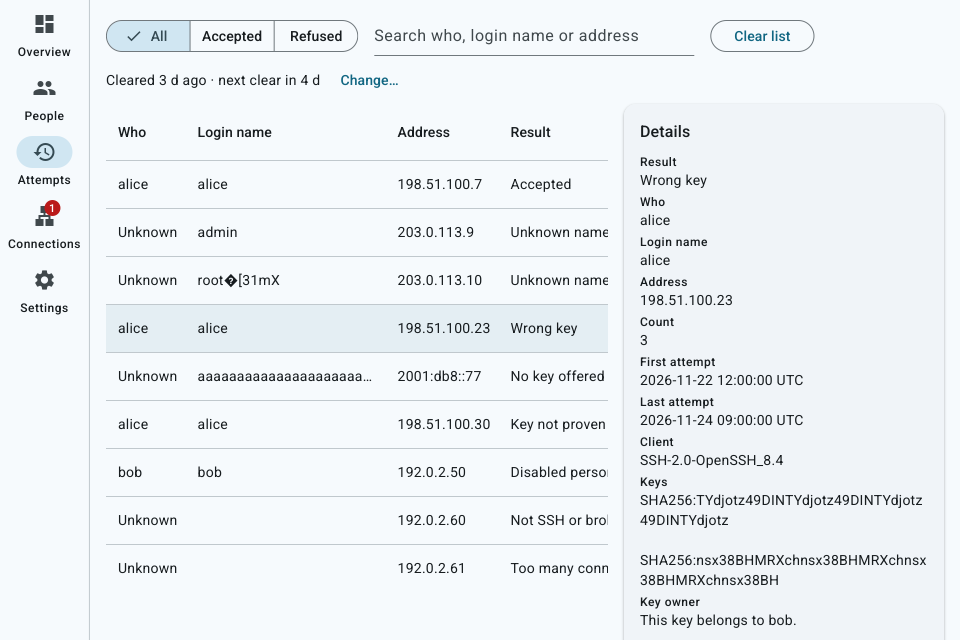 Overview
People
Attempts
1
Connections
Settings
All Accepted Refused
Search who, login name or address
Clear list
Cleared 3 d ago · next clear in 4 d Change…
Who Login name Address Result
alice alice 198.51.100.7 Accepted
Unknown admin 203.0.113.9 Unknown name
Unknown root�[31mX 203.0.113.10 Unknown name
alice alice 198.51.100.23 Wrong key
Unknown aaaaaaaaaaaaaaaaaaaaa… 2001:db8::77 No key offered
alice alice 198.51.100.30 Key not proven
bob bob 192.0.2.50 Disabled perso
Unknown 192.0.2.60 Not SSH or bro
Unknown 192.0.2.61 Too many conn
Details
Result
Wrong key
Who
alice
Login name
alice
Address
198.51.100.23
Count
3
First attempt
2026-11-22 12:00:00 UTC
Last attempt
2026-11-24 09:00:00 UTC
Client
SSH-2.0-OpenSSH_8.4
Keys
SHA256:TYdjotz49DINTYdjotz49DINTYdjotz
49DINTYdjotz
SHA256:nsx38BHMRXchnsx38BHMRXchnsx
38BHMRXchnsx38BH
Key owner
This key belongs to bob.